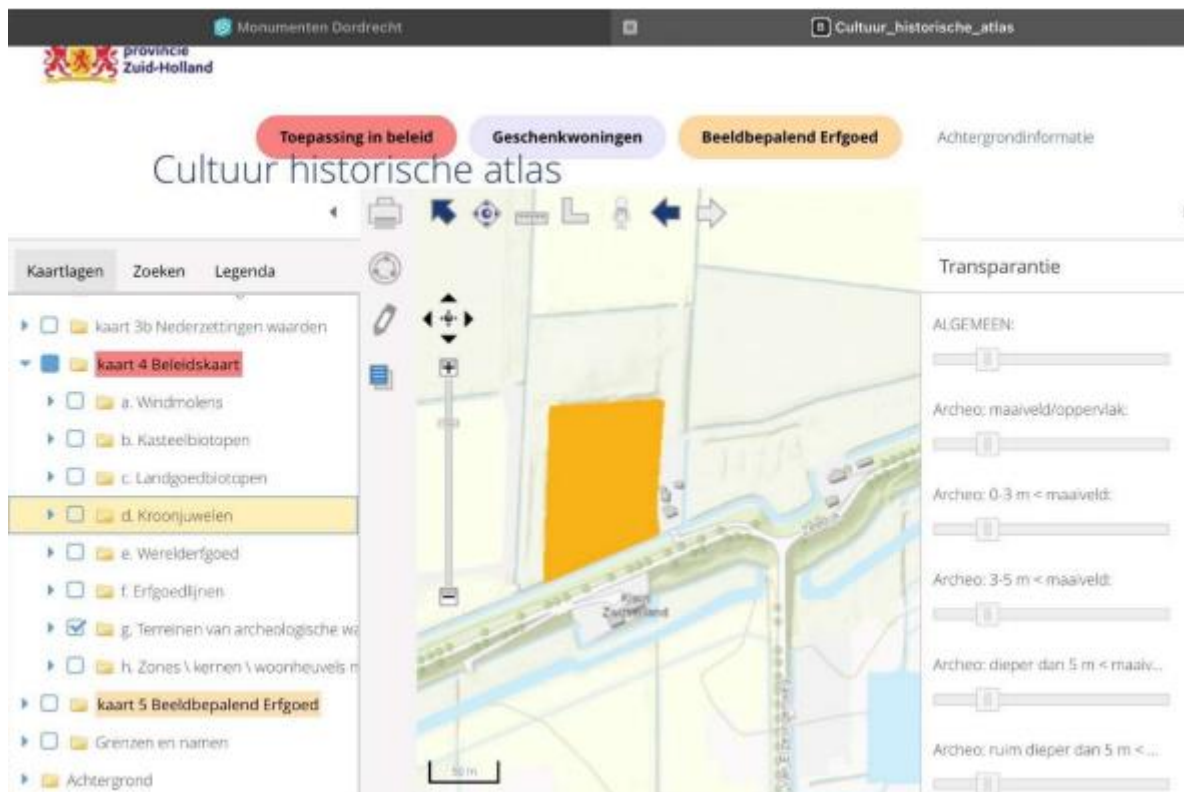 Monumenten Dordrecht
Cultuur_historische_atlas
provincie
Zuid-Holland
Toepassing in beleid
Geschenkwoningen
Beeldbepalend Erfgoed
Achtergrondinformatie
Cultuur historische atlas
Kaartlagen
Zoeken
Legenda
Transparantie
kaart 3b Nederzettingen waarden
kaart 4 Beleidskaart
a. Windmolens
b. Kasteelbiotopen
c. Landgoedbiotopen
d. Kroonjuwelen
e. Werelderfgoed
f. Erfgoedlijnen
g. Terreinen van archeologische wa
h. Zones \ kernen \ woonheuvels n
kaart 5 Beeldbepalend Erfgoed
Grenzen en namen
Achtergrond
50 m
ALGEMEEN:
Archeo: maaiveld/oppervlak:
Archeo: 0-3 m < maaiveld:
Archeo: 3-5 m < maaiveld:
Archeo: dieper dan 5 m < maaiv...
Archeo: ruim dieper dan 5 m < ...